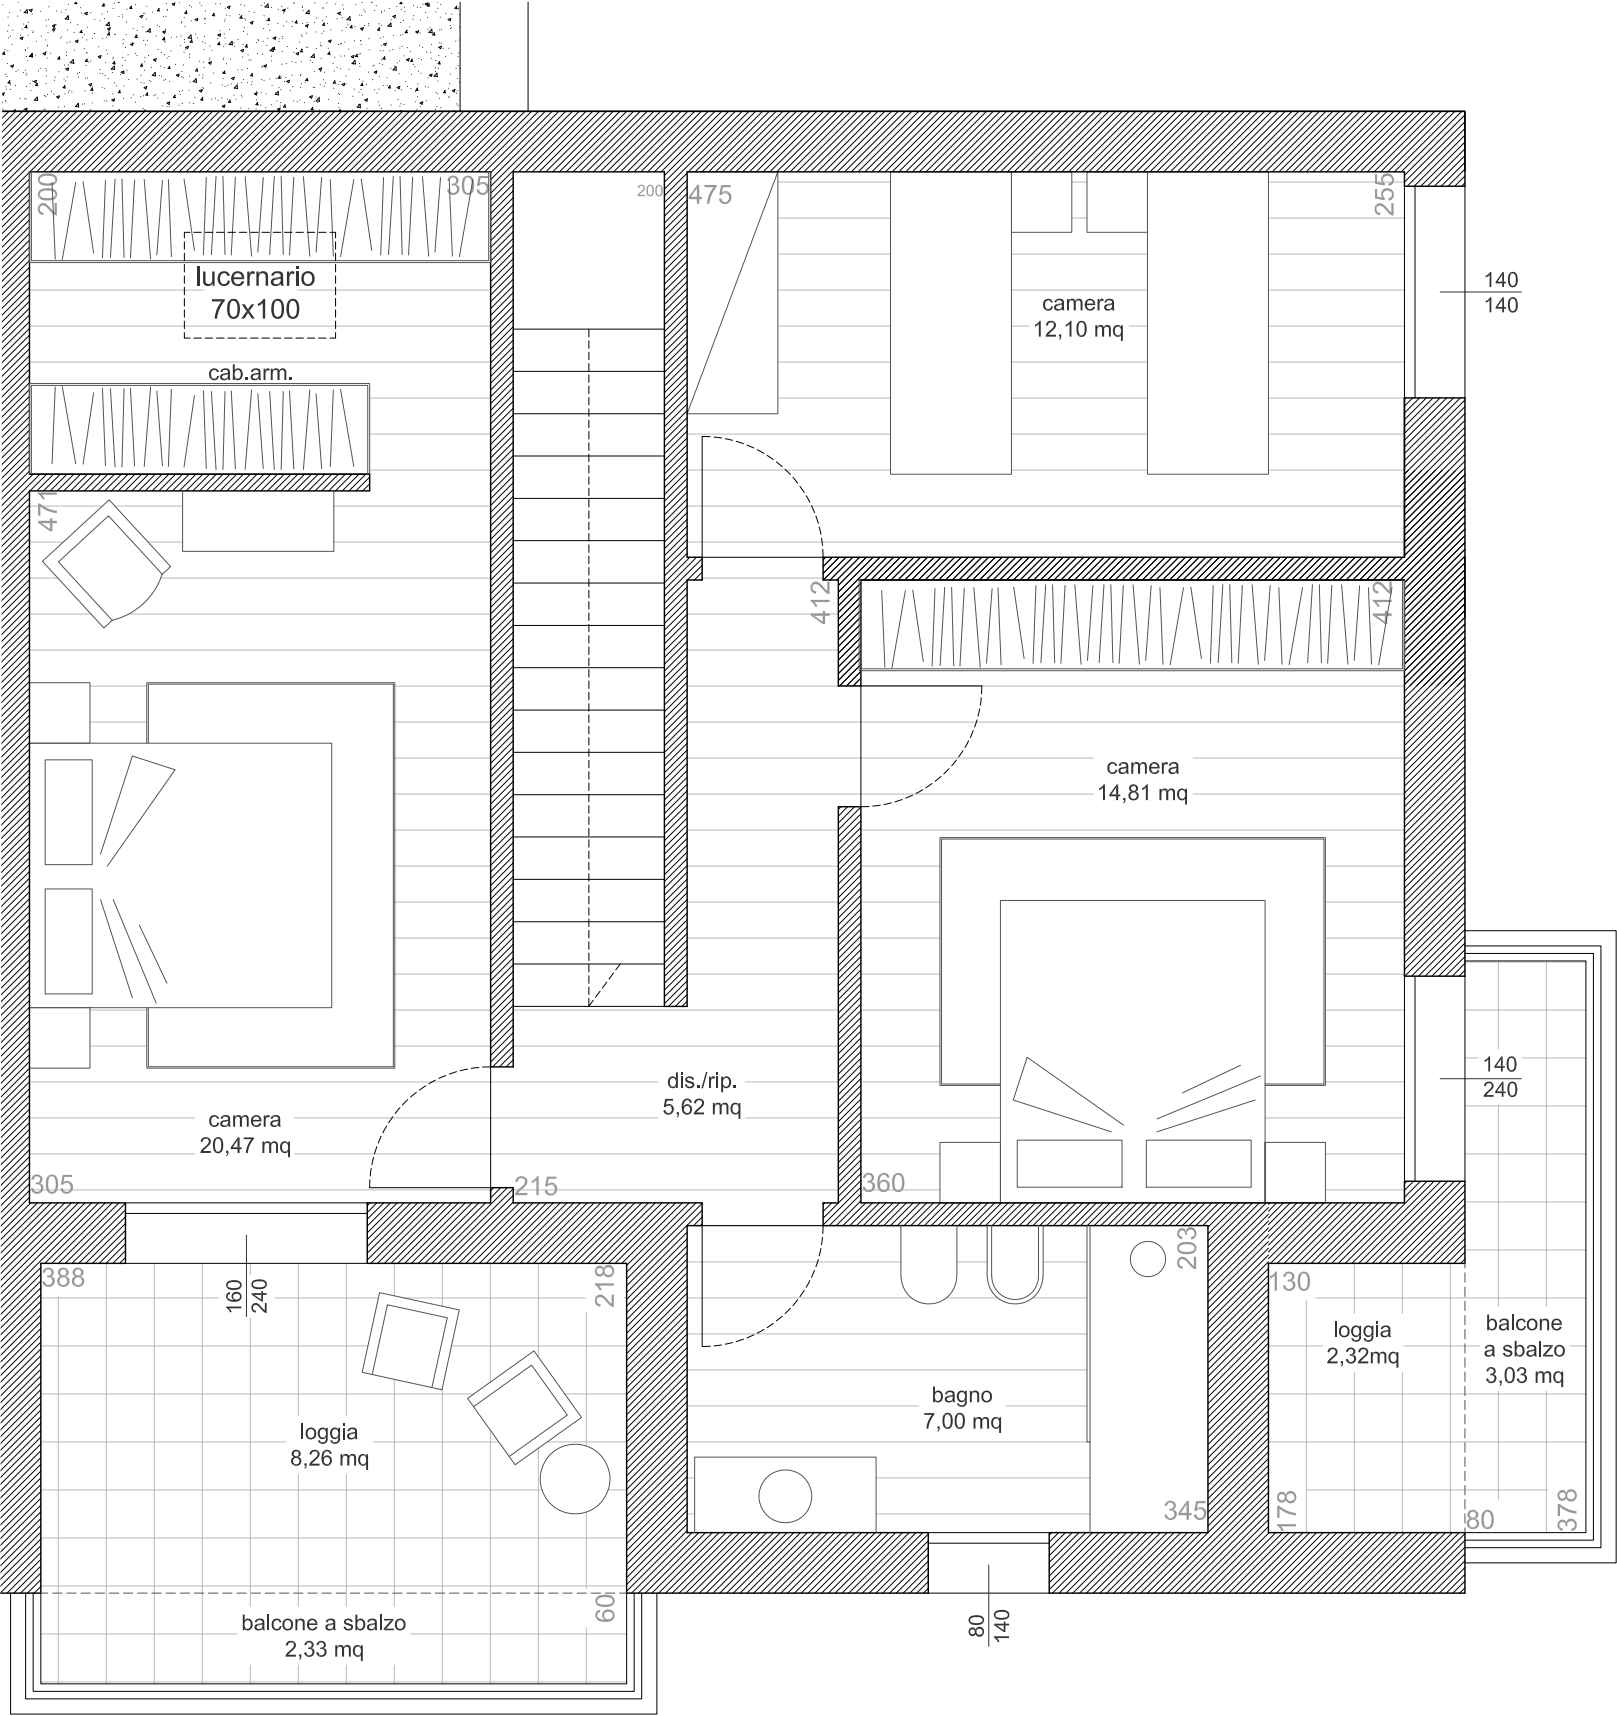 200
305
200
475
255
lucernario
70x100
140
140
camera
12,10 mq
cab.arm.
471
412
412
camera
14,81 mq
140
240
dis./rip.
5,62 mq
camera
20,47 mq
305
215
360
388
218
160
240
203
130
loggia
2,32mq
balcone
a sbalzo
3,03 mq
bagno
7,00 mq
loggia
8,26 mq
345
178
80
378
60
balcone a sbalzo
2,33 mq
80
140